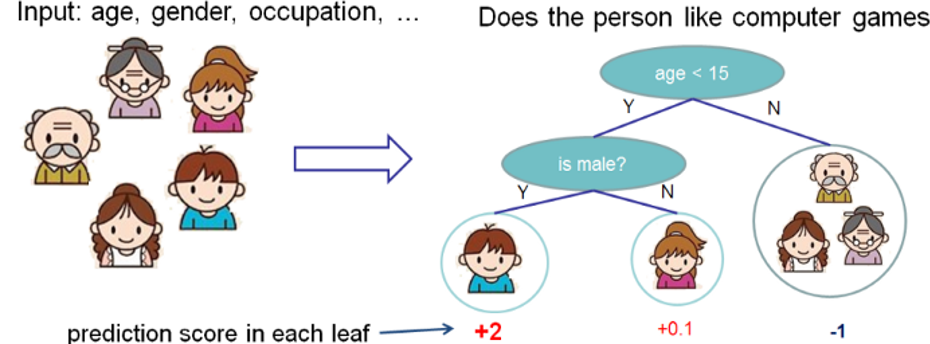 Input: age, gender, occupation, ...
Does the person like computer games
age < 15
Y
N
is male?
Y
N
prediction score in each leaf
+2
+0.1
-1